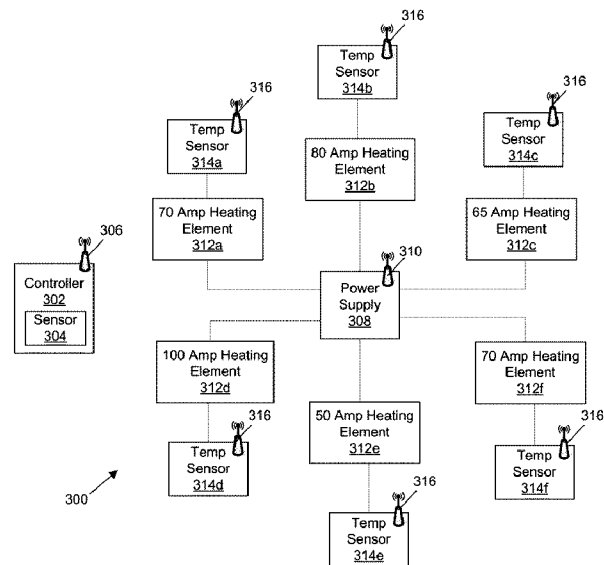 316
Temp
Sensor
314b
316
Temp
Sensor
314a
316
Temp
Sensor
314c
80 Amp Heating
Element
312b
70 Amp Heating
Element
312a
65 Amp Heating
Element
312c
306
Controller
302
Sensor
304
310
Power
Supply
308
100 Amp Heating
Element
312d
70 Amp Heating
Element
312f
50 Amp Heating
Element
312e
316
Temp
Sensor
314d
316
Temp
Sensor
314f
300
316
Temp
Sensor
314e